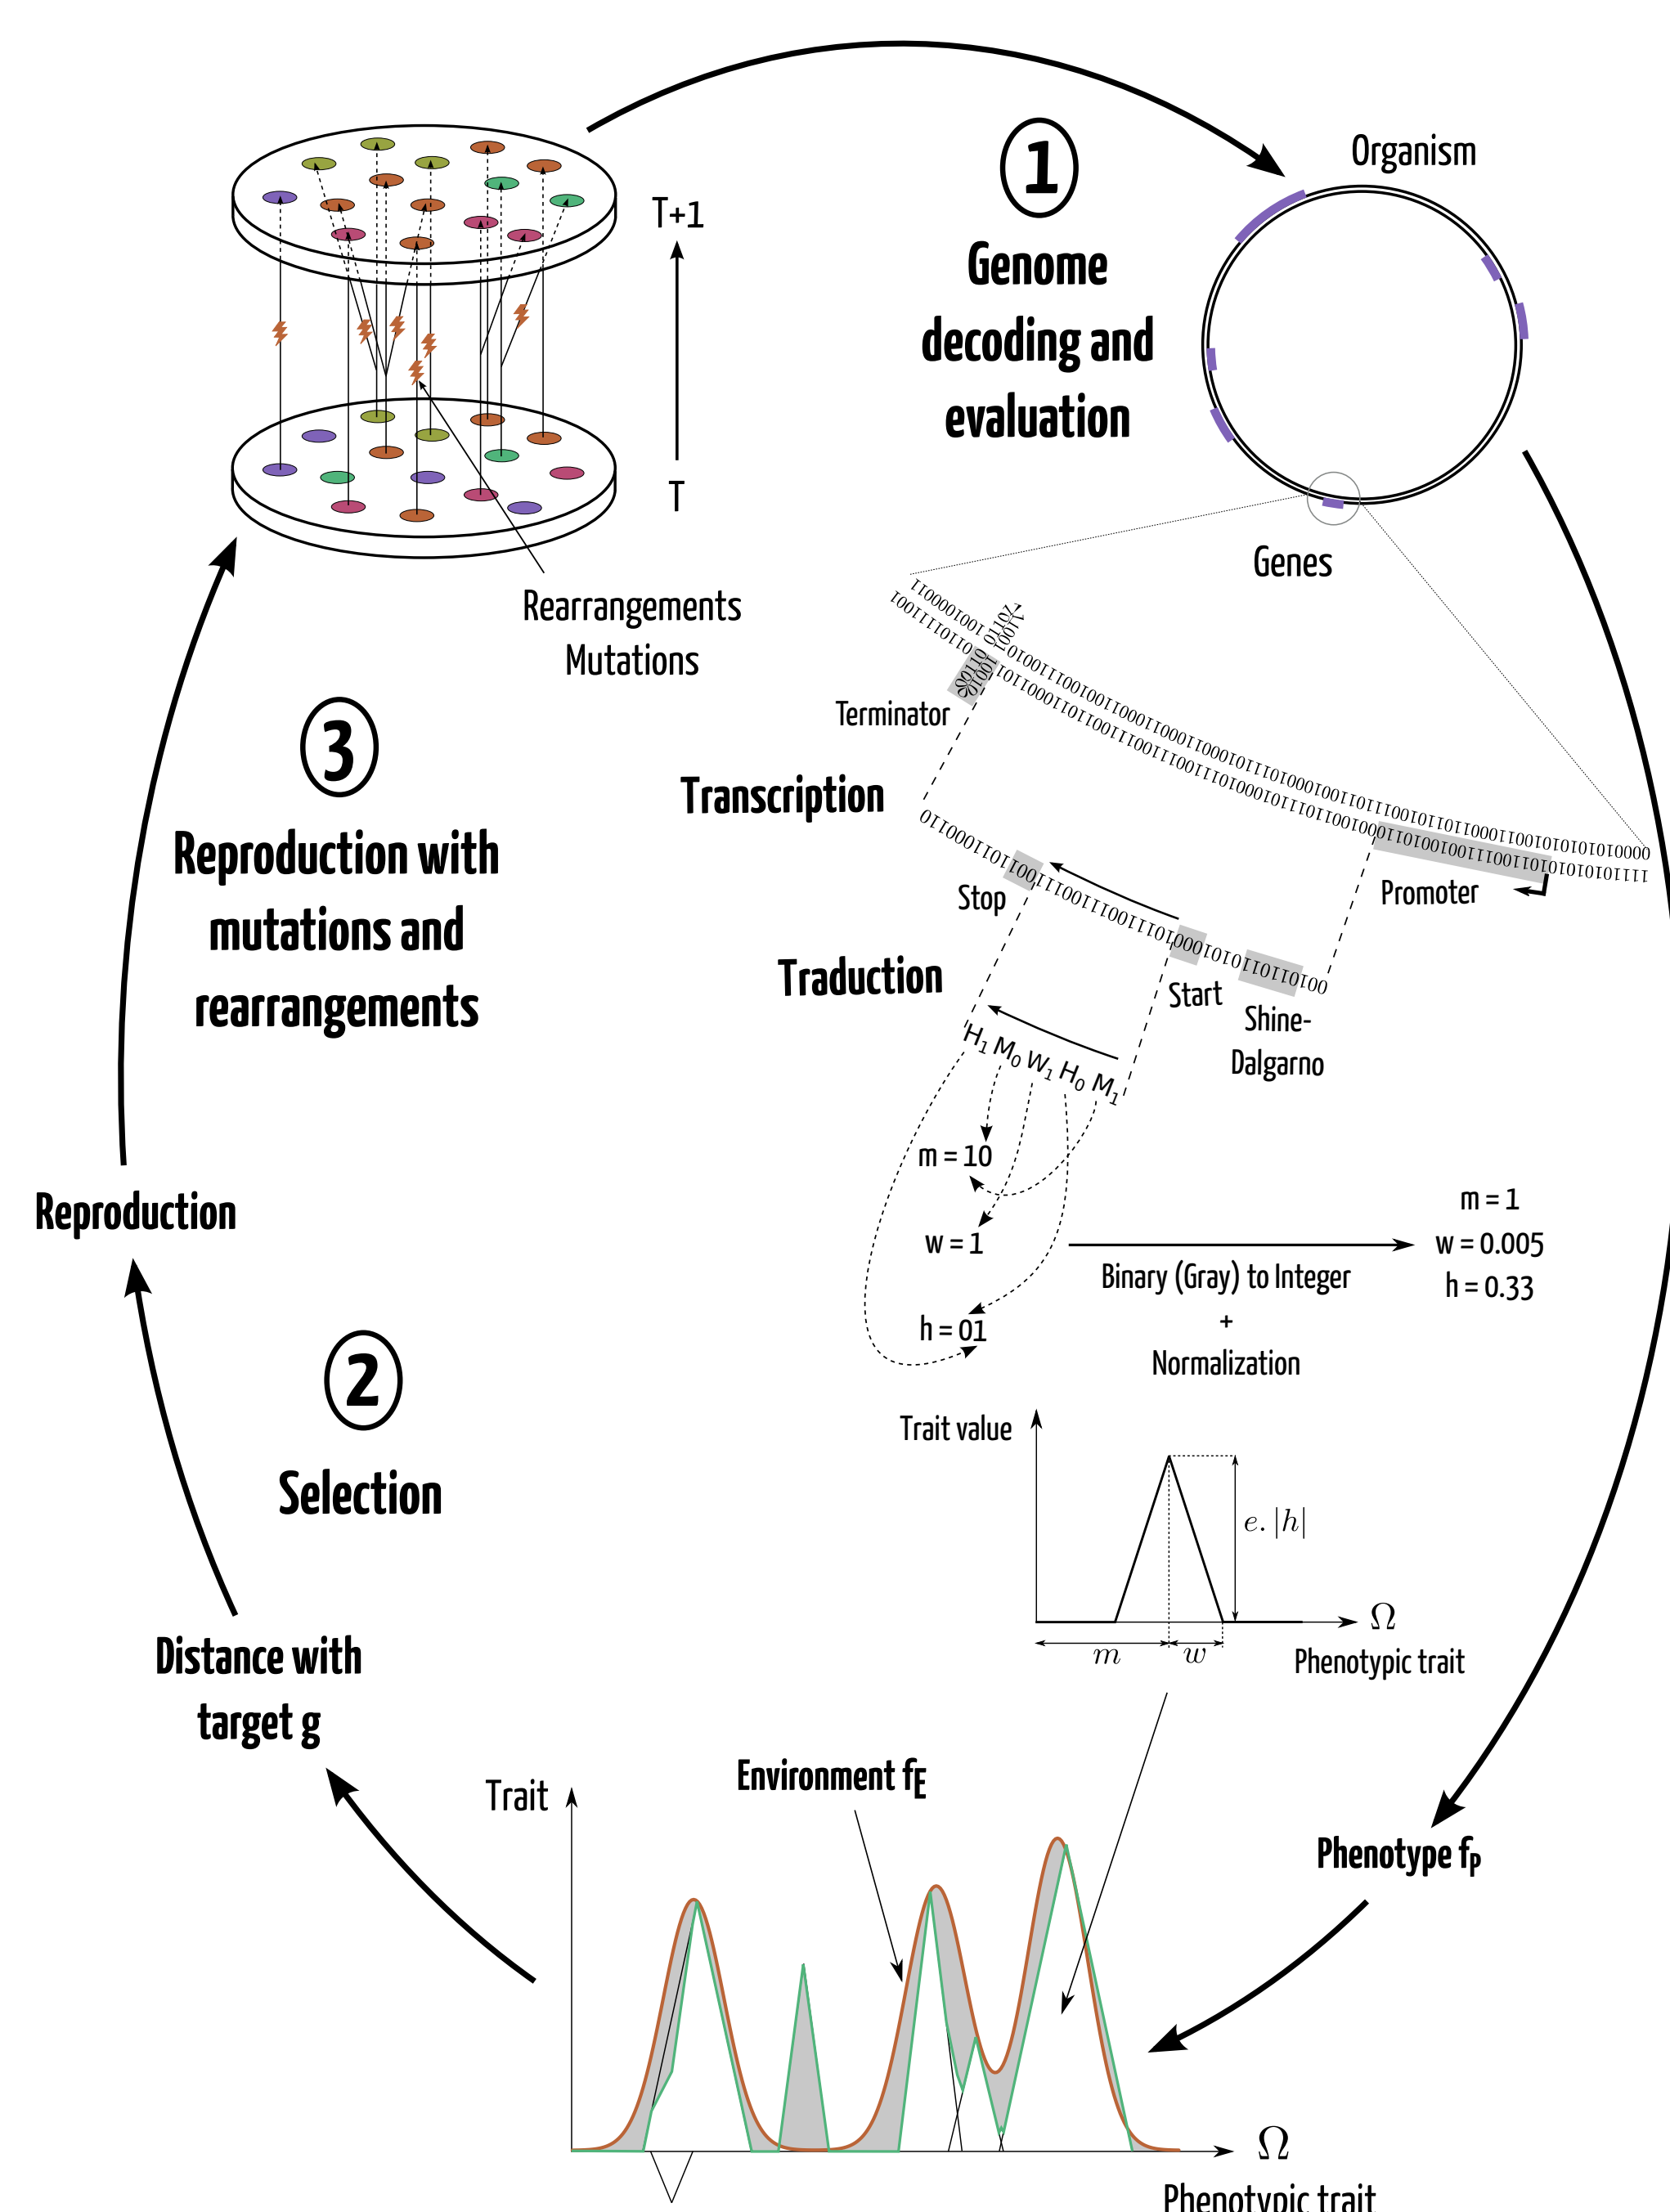 Organism
1
Genome
decoding and
evaluation
T+1
T
Genes
Rearrangements
Mutations
Terminator
Transcription
Promoter
Stop
Start
Shine-
Dalgarno
Traduction
H1 M0 W1 H0 M1
m = 10
w = 1
h = 01
Binary (Gray) to Integer
+
Normalization
m = 1
w = 0.005
h = 0.33
3
Reproduction with
mutations and
rearrangements
Reproduction
2
Selection
Trait value
e. |h|
Ω
m
w
Phenotypic trait
Distance with
target g
Environment fE
Trait
Phenotype fP
Ω
Phenotypic trait